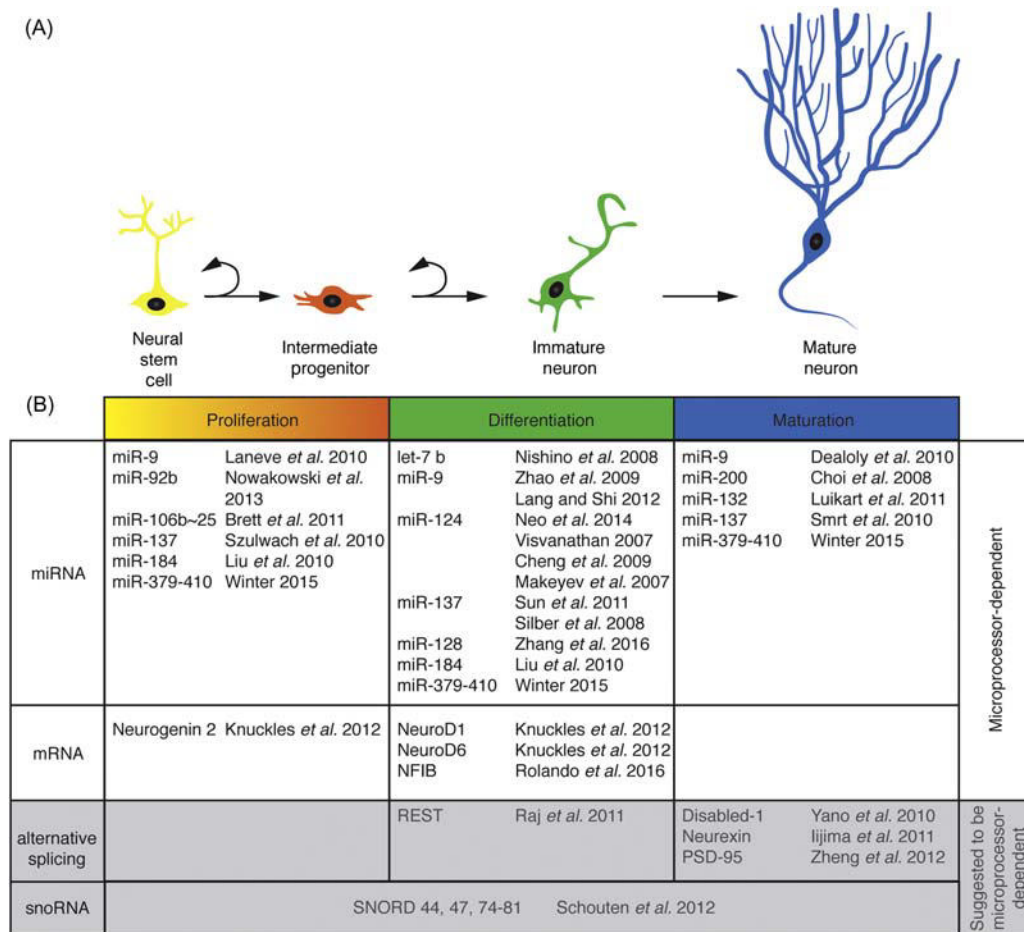 (A)
Neural
stem
cell
Intermediate
progenitor
Immature
neuron
Mature
neuron
(B)
Proliferation Differentiation Maturation
miRNA
miR-9 Laneve et al. 2010
miR-92b Nowakowski et al.
2013
miR-106b~25 Brett et al. 2011
miR-137 Szulwach et al. 2010
miR-184 Liu et al. 2010
miR-379-410 Winter 2015
let-7 b Nishino et al. 2008
miR-9 Zhao et al. 2009
Lang and Shi 2012
miR-124 Neo et al. 2014
Visvanathan 2007
Cheng et al. 2009
Makeyev et al. 2007
miR-137 Sun et al. 2011
Silber et al. 2008
miR-128 Zhang et al. 2016
miR-184 Liu et al. 2010
miR-379-410 Winter 2015
miR-9 Dealoly et al. 2010
miR-200 Choi et al. 2008
miR-132 Luikart et al. 2011
miR-137 Smrt et al. 2010
miR-379-410 Winter 2015
mRNA
Neurogenin 2 Knuckles et al. 2012
NeuroD1 Knuckles et al. 2012
NeuroD6 Knuckles et al. 2012
NFIB Rolando et al. 2016
Microprocessor-dependent
alternative
splicing
REST Raj et al. 2011
Disabled-1 Yano et al. 2010
Neurexin Iijima et al. 2011
PSD-95 Zheng et al. 2012
snoRNA
SNORD 44, 47, 74-81 Schouten et al. 2012
Suggested to be
microprocessor-
dependent